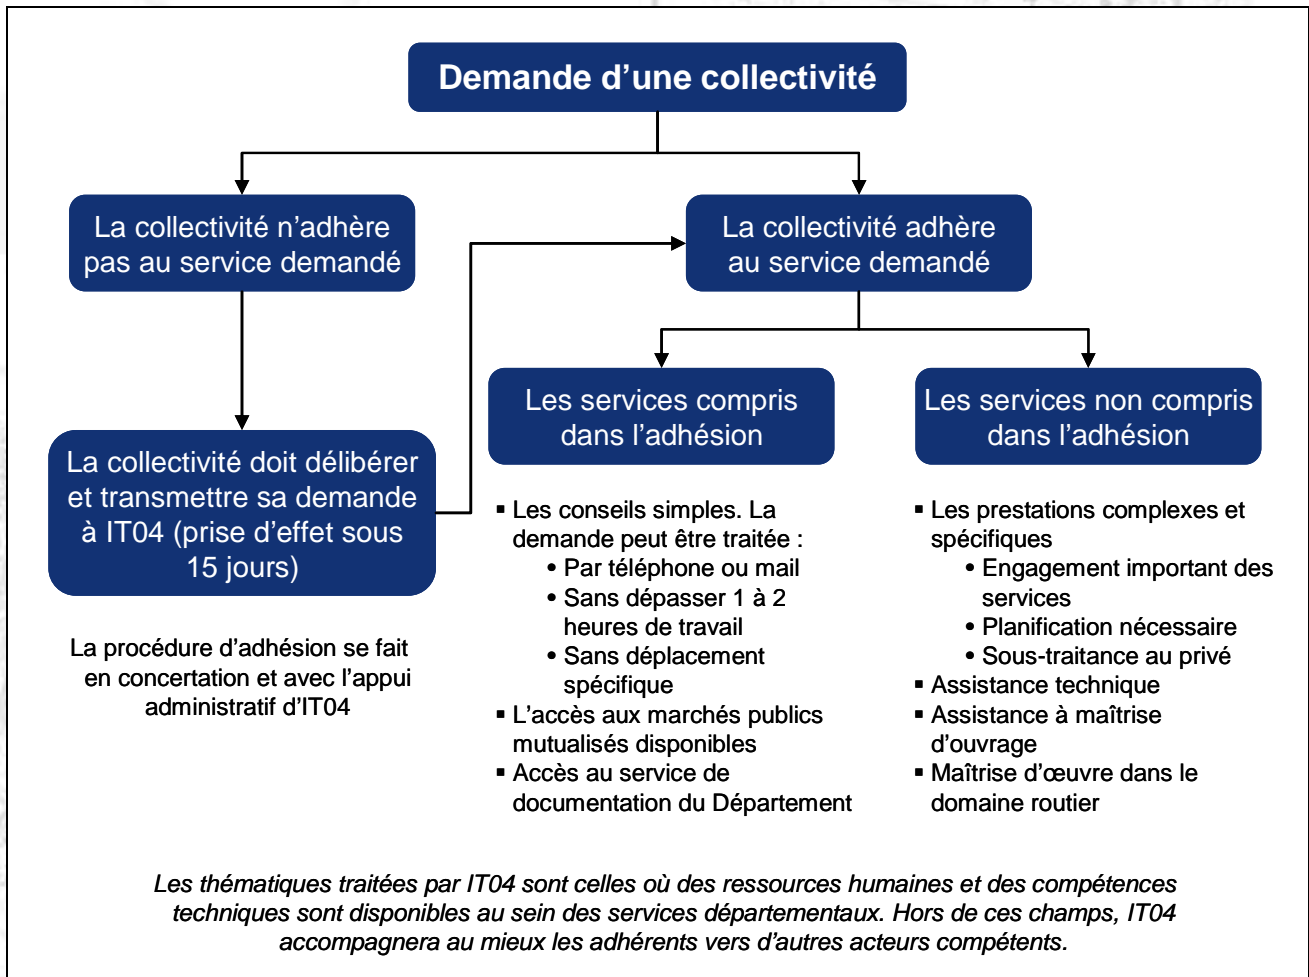 Demande d’une collectivité
La collectivité n’adhère
pas au service demandé
La collectivité adhère
au service demandé
La collectivité doit délibérer
et transmettre sa demande
à IT04 (prise d’effet sous
15 jours)
La procédure d’adhésion se fait
en concertation et avec l’appui
administratif d’IT04
Les services compris
dans l’adhésion
▪ Les conseils simples. La
demande peut être traitée :
• Par téléphone ou mail
• Sans dépasser 1 à 2
heures de travail
• Sans déplacement
spécifique
▪ L’accès aux marchés publics
mutualisés disponibles
▪ Accès au service de
documentation du Département
Les services non compris
dans l’adhésion
▪ Les prestations complexes et
spécifiques
• Engagement important des
services
• Planification nécessaire
• Sous-traitance au privé
▪ Assistance technique
▪ Assistance à maîtrise
d’ouvrage
▪ Maîtrise d’œuvre dans le
domaine routier
Les thématiques traitées par IT04 sont celles où des ressources humaines et des compétences
techniques sont disponibles au sein des services départementaux. Hors de ces champs, IT04
accompagnera au mieux les adhérents vers d’autres acteurs compétents.